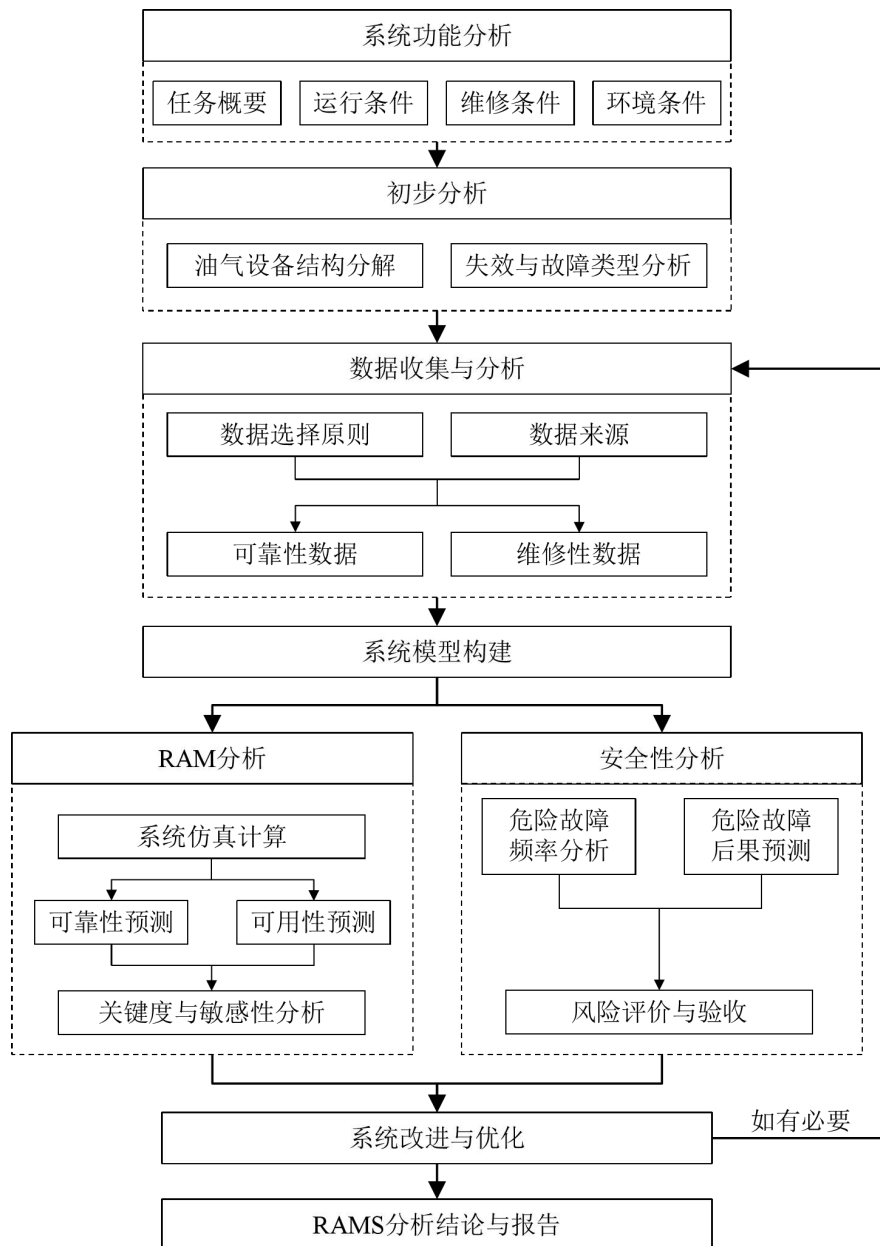 系统功能分析
任务概要
运行条件
维修条件
环境条件
初步分析
油气设备结构分解
失效与故障类型分析
数据收集与分析
数据选择原则
数据来源
可靠性数据
维修性数据
系统模型构建
RAM分析
系统仿真计算
可靠性预测
可用性预测
关键度与敏感性分析
安全性分析
危险故障
频率分析
危险故障
后果预测
风险评价与验收
系统改进与优化
如有必要
RAMS分析结论与报告